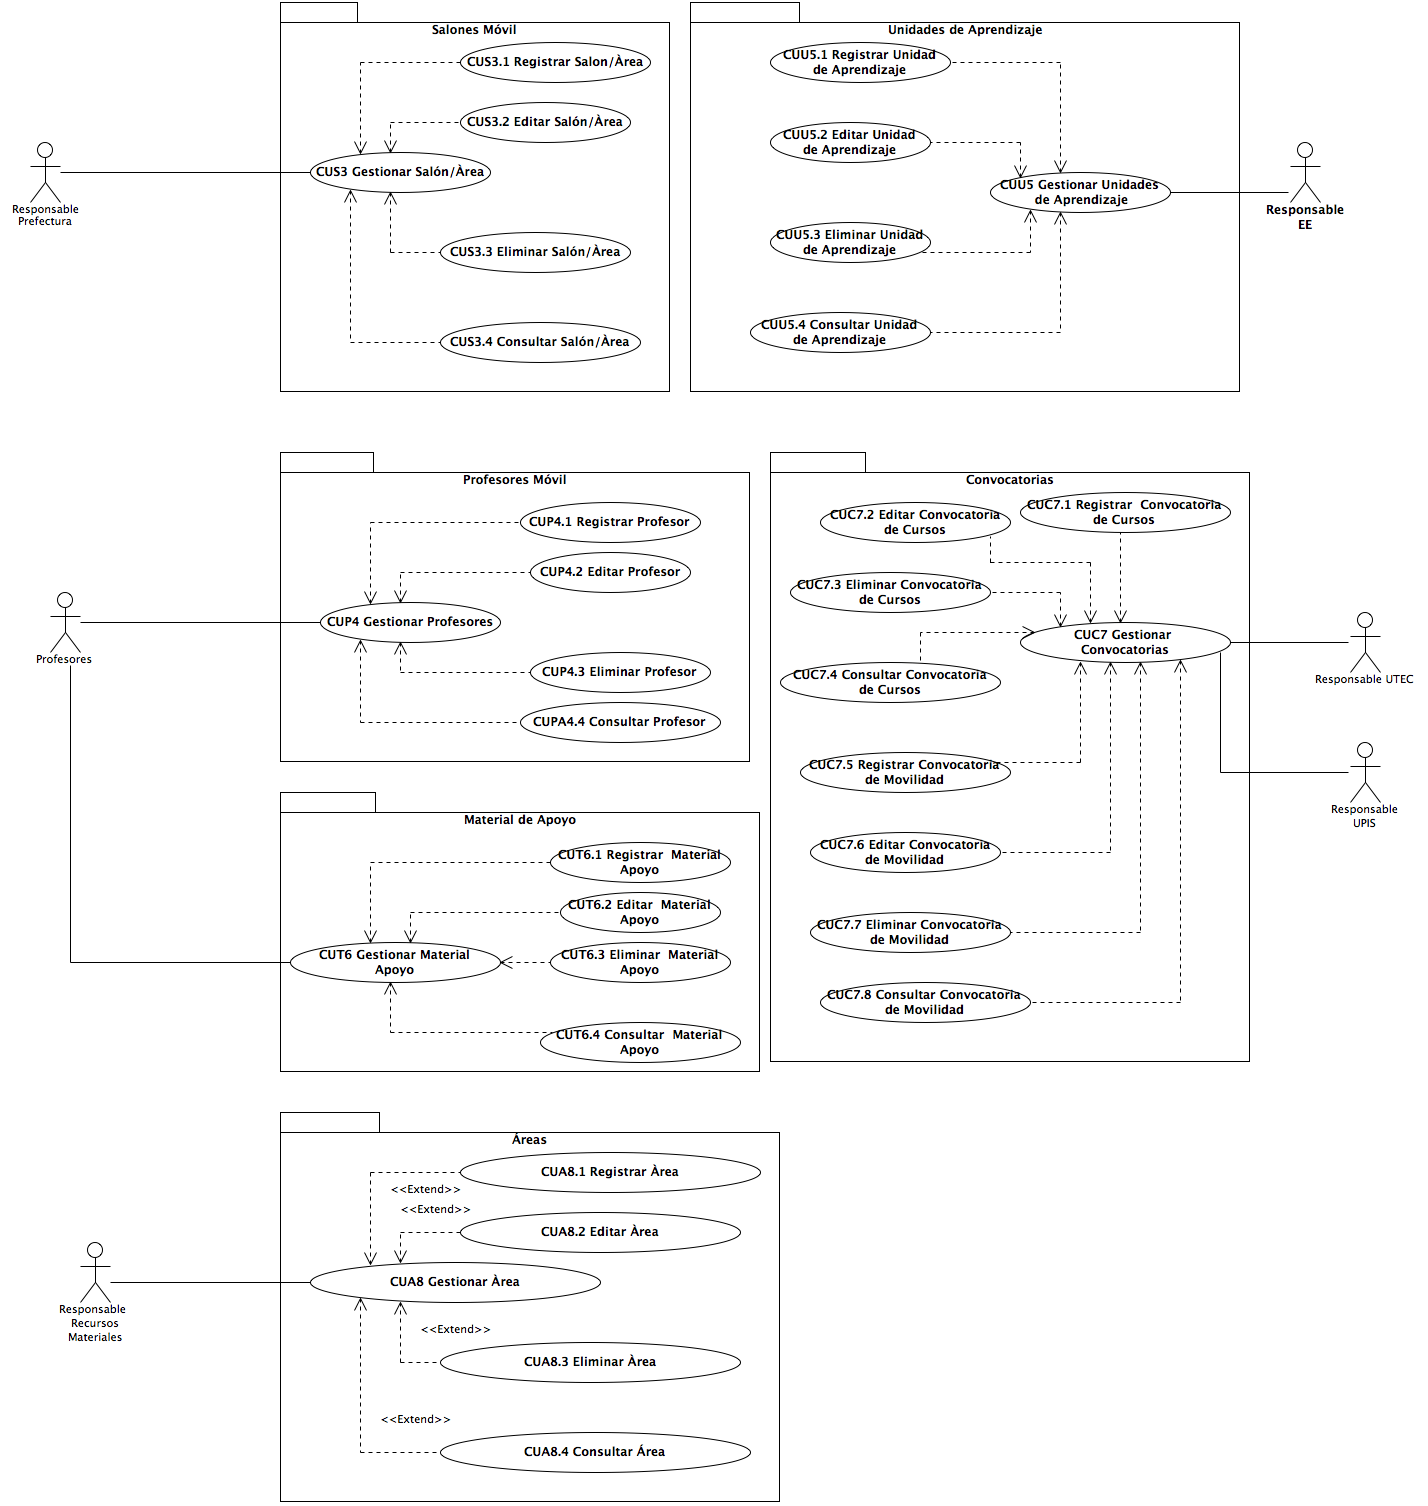 Salones Móvil
CUS3.1 Registrar Salon/Àrea
CUS3.2 Editar Salón/Àrea
CUS3 Gestionar Salón/Àrea
CUS3.3 Eliminar Salón/Àrea
CUS3.4 Consultar Salón/Àrea
Responsable
Prefectura
Unidades de Aprendizaje
CUU5.1 Registrar Unidad
de Aprendizaje
CUU5.2 Editar Unidad
de Aprendizaje
CUU5 Gestionar Unidades
de Aprendizaje
CUU5.3 Eliminar Unidad
de Aprendizaje
CUU5.4 Consultar Unidad
de Aprendizaje
Responsable
EE
Profesores Móvil
CUP4.1 Registrar Profesor
CUP4.2 Editar Profesor
CUP4 Gestionar Profesores
CUP4.3 Eliminar Profesor
CUPA4.4 Consultar Profesor
Profesores
Convocatorias
CUC7.2 Editar Convocatoria
de Cursos
CUC7.1 Registrar  Convocatoria
de Cursos
CUC7.3 Eliminar Convocatoria
de Cursos
CUC7 Gestionar
Convocatorias
CUC7.4 Consultar Convocatoria
de Cursos
CUC7.5 Registrar Convocatoria
de Movilidad
CUC7.6 Editar Convocatoria
de Movilidad
CUC7.7 Eliminar Convocatoria
de Movilidad
CUC7.8 Consultar Convocatoria
de Movilidad
Responsable UTEC
Responsable
UPIS
Material de Apoyo
CUT6.1 Registrar  Material
Apoyo
CUT6.2 Editar  Material
Apoyo
CUT6 Gestionar Material
Apoyo
CUT6.3 Eliminar  Material
Apoyo
CUT6.4 Consultar  Material
Apoyo
Áreas
CUA8.1 Registrar Àrea
<<Extend>>
<<Extend>>
CUA8.2 Editar Àrea
CUA8 Gestionar Àrea
<<Extend>>
CUA8.3 Eliminar Àrea
<<Extend>>
CUA8.4 Consultar Área
Responsable
Recursos
Materiales